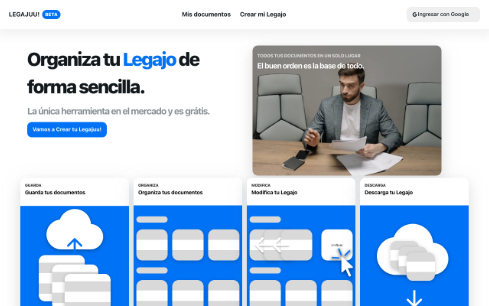 LEGAJUU! BETA
Mis documentos
Crear mi Legajo
Ingresar con Google
Organiza tu Legajo de
forma sencilla.
La única herramienta en el mercado y es grátis.
Vamos a Crear tu Legajuu!
TODOS TUS DOCUMENTOS EN UN SOLO LUGAR
El buen orden es la base de todo.
GUARDA
Guarda tus documentos
ORGANIZA
Organiza tus documentos
MODIFICA
Modifica tu Legajo
DESCARGA
Descarga tu Legajo